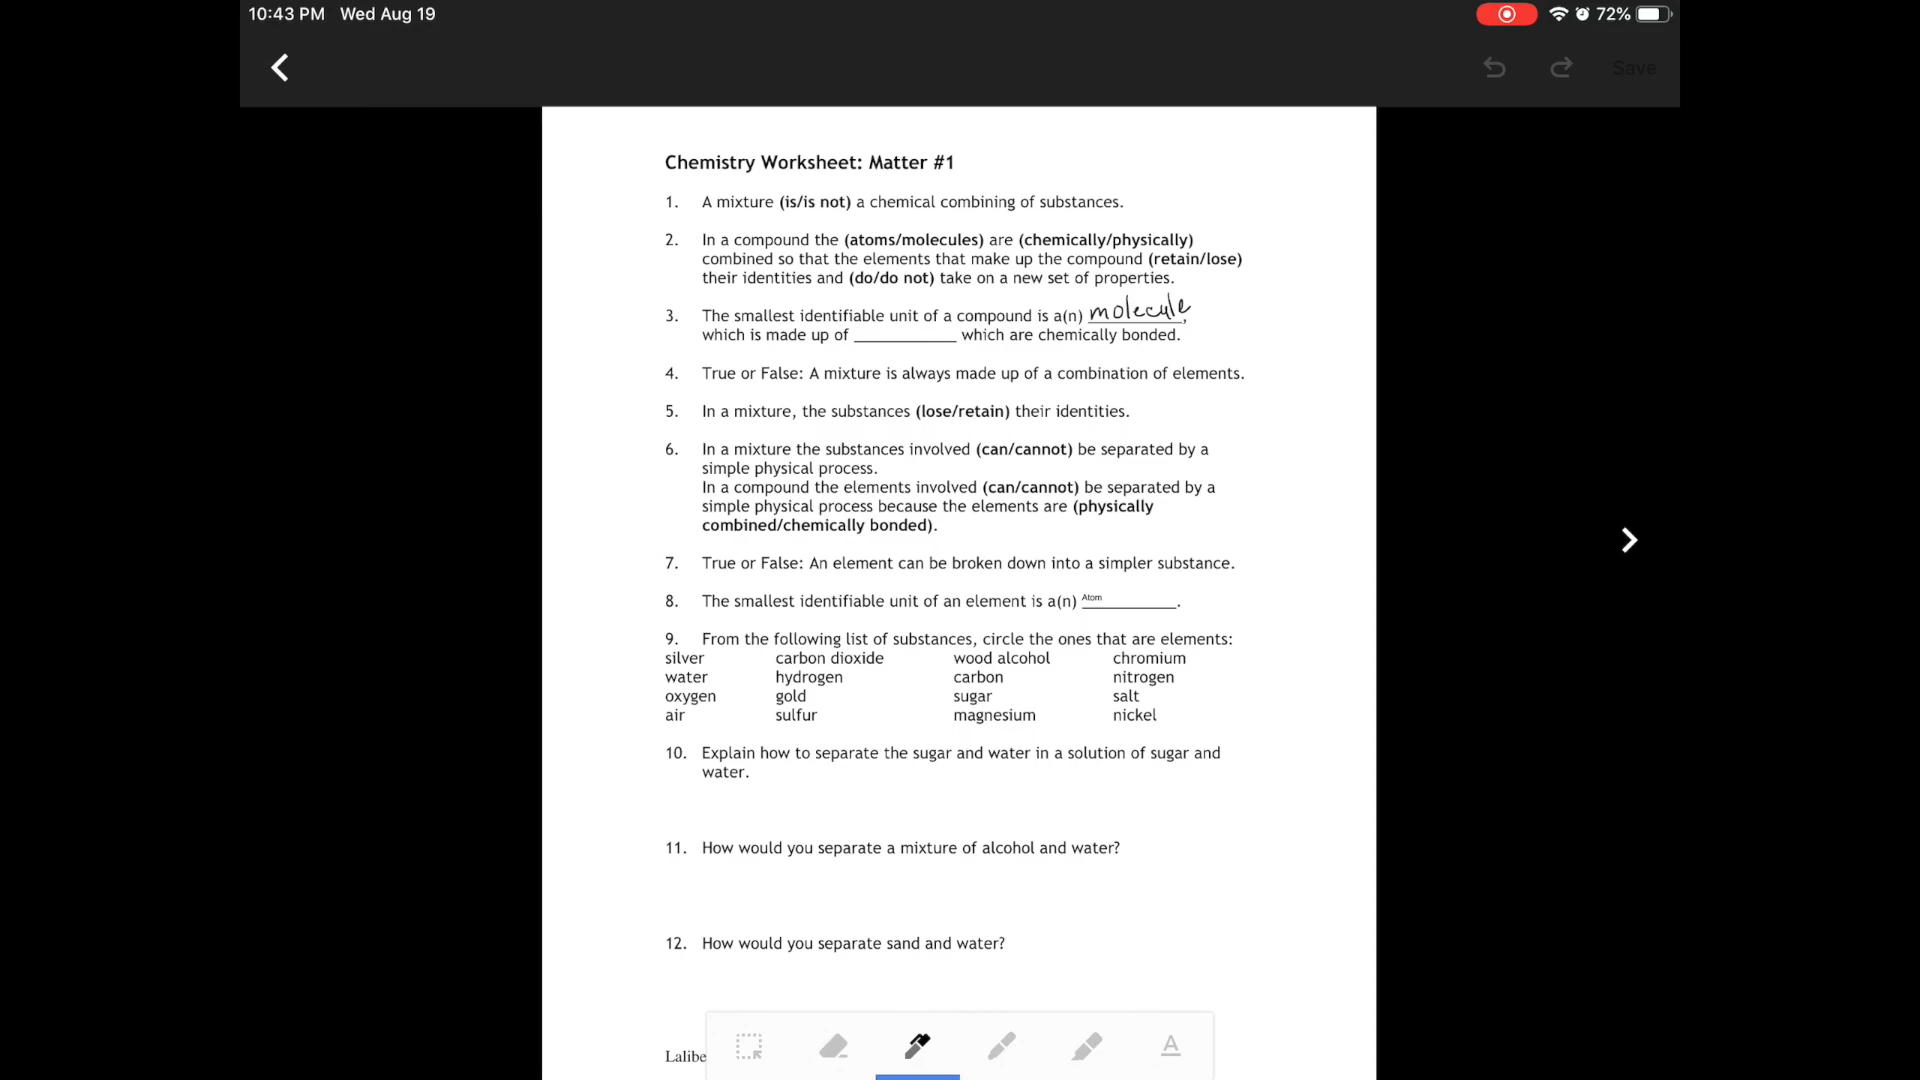 10:43 PM Wed Aug 19
72%
Save
Chemistry Worksheet: Matter #1
1. A mixture (is/is not) a chemical combining of substances.
2. In a compound the (atoms/molecules) are (chemically/physically)
combined so that the elements that make up the compound (retain/lose)
their identities and (do/do not) take on a new set of properties.
3. The smallest identifiable unit of a compound is a(n) molecule,
which is made up of ____________ which are chemically bonded.
4. True or False: A mixture is always made up of a combination of elements.
5. In a mixture, the substances (lose/retain) their identities.
6. In a mixture the substances involved (can/cannot) be separated by a
simple physical process.
In a compound the elements involved (can/cannot) be separated by a
simple physical process because the elements are (physically
combined/chemically bonded).
7. True or False: An element can be broken down into a simpler substance.
8. The smallest identifiable unit of an element is a(n) Atom.
9. From the following list of substances, circle the ones that are elements:
silver carbon dioxide wood alcohol chromium
water hydrogen carbon nitrogen
oxygen gold sugar salt
air sulfur magnesium nickel
10. Explain how to separate the sugar and water in a solution of sugar and
water.
11. How would you separate a mixture of alcohol and water?
12. How would you separate sand and water?
Lalibe
A